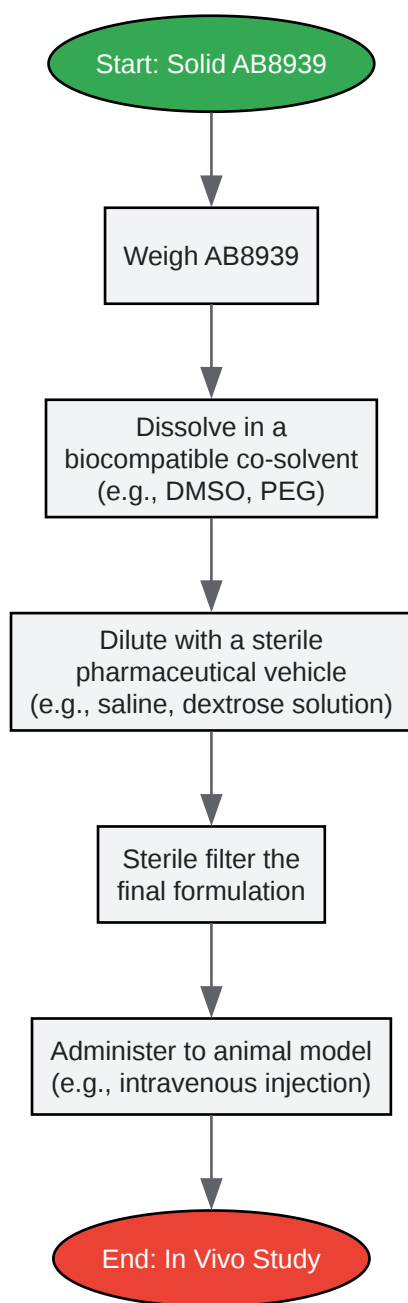 Start: Solid AB8939
Weigh AB8939
Dissolve in a
biocompatible co-solvent
(e.g., DMSO, PEG)
Dilute with a sterile
pharmaceutical vehicle
(e.g., saline, dextrose solution)
Sterile filter the
final formulation
Administer to animal model
(e.g., intravenous injection)
End: In Vivo Study